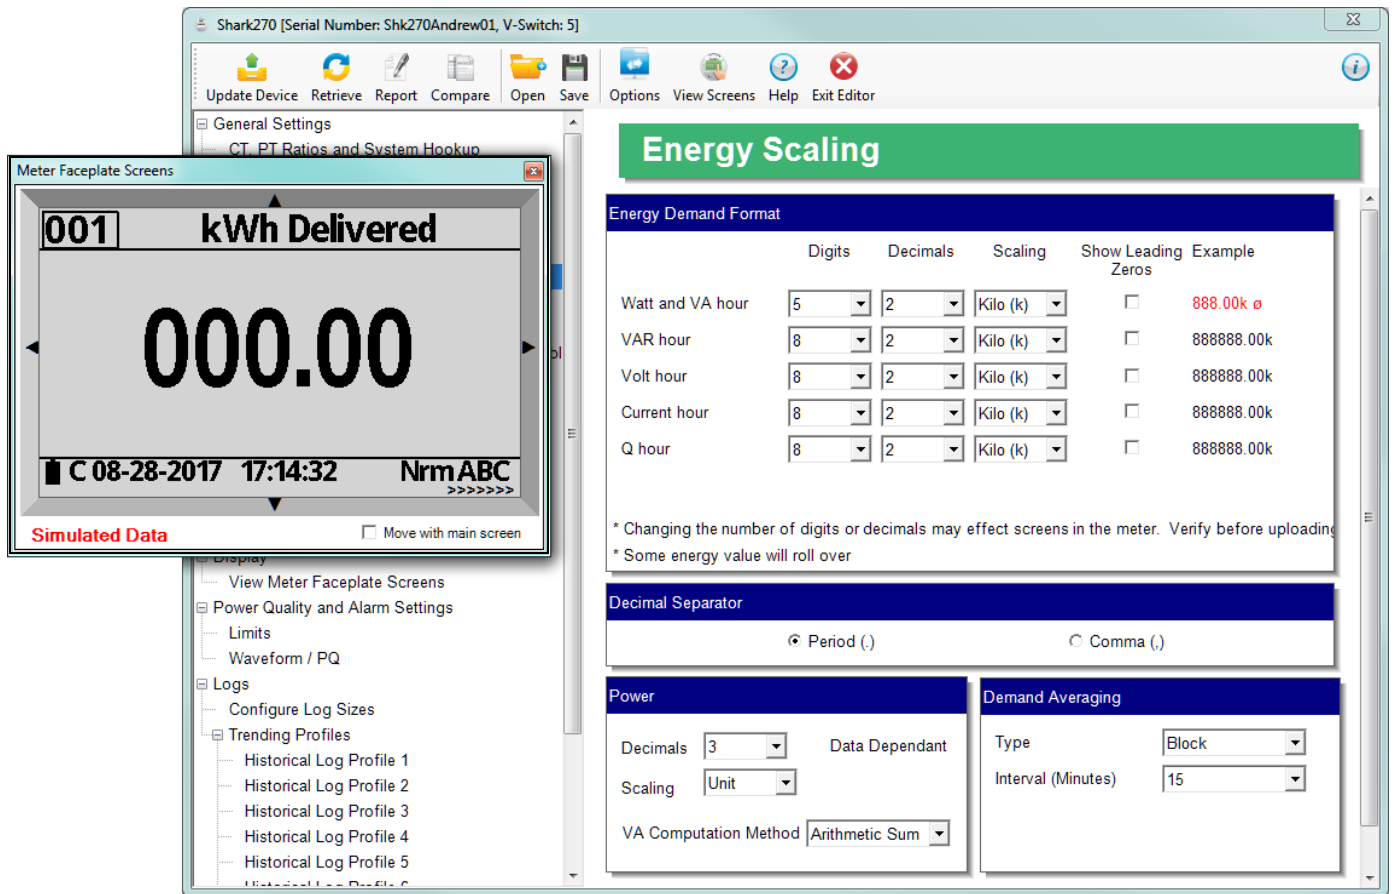 Shark270 [Serial Number: Shk270Andrew01, V-Switch: 5]
Update Device Retrieve Report Compare Open Save Options View Screens Help Exit Editor
General Settings
CT, PT Ratios and System Hookup
Meter Faceplate Screens
001 kWh Delivered
000.00
C 08-28-2017 17:14:32 Nrm ABC
>>>>>>>
Simulated Data Move with main screen
Display
View Meter Faceplate Screens
Power Quality and Alarm Settings
Limits
Waveform / PQ
Logs
Configure Log Sizes
Trending Profiles
Historical Log Profile 1
Historical Log Profile 2
Historical Log Profile 3
Historical Log Profile 4
Historical Log Profile 5
Historical Log Profile 6
Energy Scaling
Energy Demand Format
Digits Decimals Scaling Show Leading Zeros Example
Watt and VA hour 5 2 Kilo (k) 888.00k ø
VAR hour 8 2 Kilo (k) 888888.00k
Volt hour 8 2 Kilo (k) 888888.00k
Current hour 8 2 Kilo (k) 888888.00k
Q hour 8 2 Kilo (k) 888888.00k
* Changing the number of digits or decimals may effect screens in the meter. Verify before uploading
* Some energy value will roll over
Decimal Separator
Period (.) Comma (,)
Power
Decimals 3 Data Dependant
Scaling Unit
VA Computation Method Arithmetic Sum
Demand Averaging
Type Block
Interval (Minutes) 15